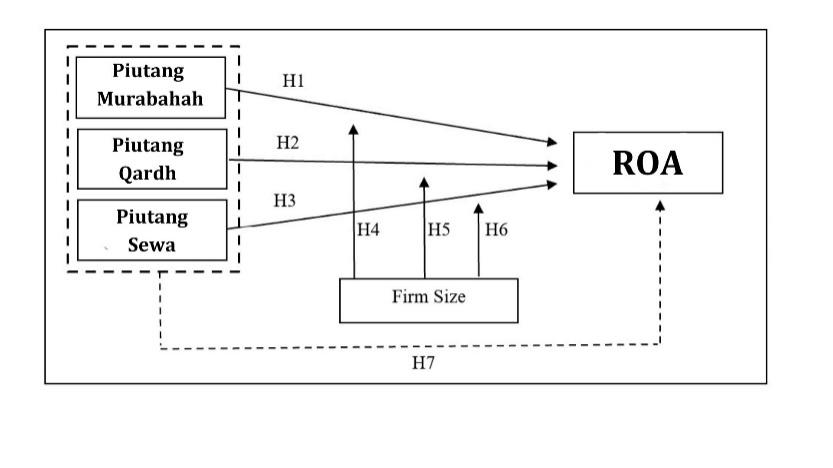 Piutang
Murabahah
H1
Piutang
Qardh
H2
ROA
Piutang
Sewa
H3
H4
H5
H6
Firm Size
H7